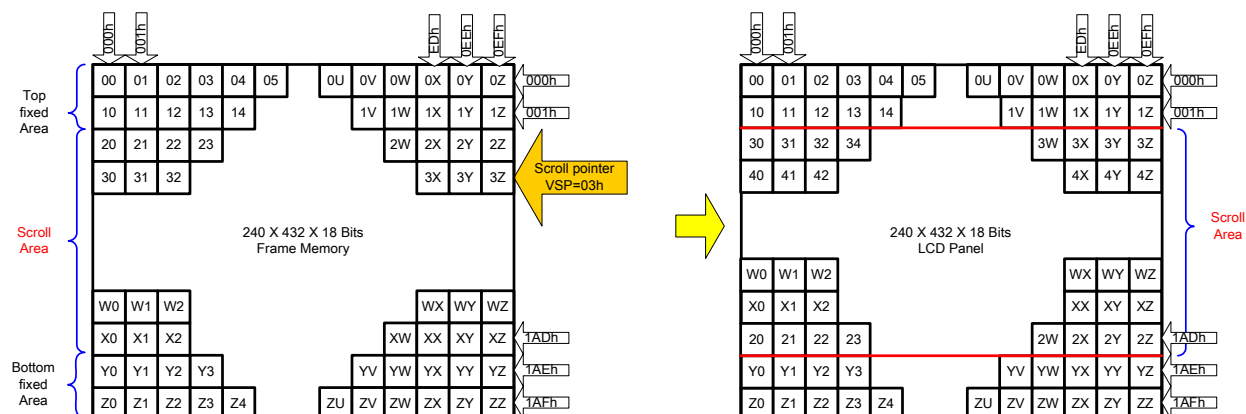 000h 001h EDh 0EEh 0EFh 000h 001h EDh 0EEh 0EFh
00 01 02 03 04 05 0U 0V 0W 0X 0Y 0Z 000h 00 01 02 03 04 05 0U 0V 0W 0X 0Y 0Z 000h
Top
fixed
Area
10 11 12 13 14 1V 1W 1X 1Y 1Z 001h 10 11 12 13 14 1V 1W 1X 1Y 1Z 001h
20 21 22 23 2W 2X 2Y 2Z 30 31 32 34 3W 3X 3Y 3Z
30 31 32 3X 3Y 3Z 40 41 42 4X 4Y 4Z
Scroll pointer
VSP=03h
Scroll
Area
240 X 432 X 18 Bits
Frame Memory
240 X 432 X 18 Bits
LCD Panel
Scroll
Area
W0 W1 W2 WX WY WZ W0 W1 W2 WX WY WZ
X0 X1 X2 XW XX XY XZ 1ADh X0 X1 X2 XX XY XZ
20 21 22 23 2W 2X 2Y 2Z 1ADh
Bottom
fixed
Area
Y0 Y1 Y2 Y3 YV YW YX YY YZ 1AEh Y0 Y1 Y2 Y3 YV YW YX YY YZ 1AEh
Z0 Z1 Z2 Z3 Z4 ZU ZV ZW ZX ZY ZZ 1AFh Z0 Z1 Z2 Z3 Z4 ZU ZV ZW ZX ZY ZZ 1AFh